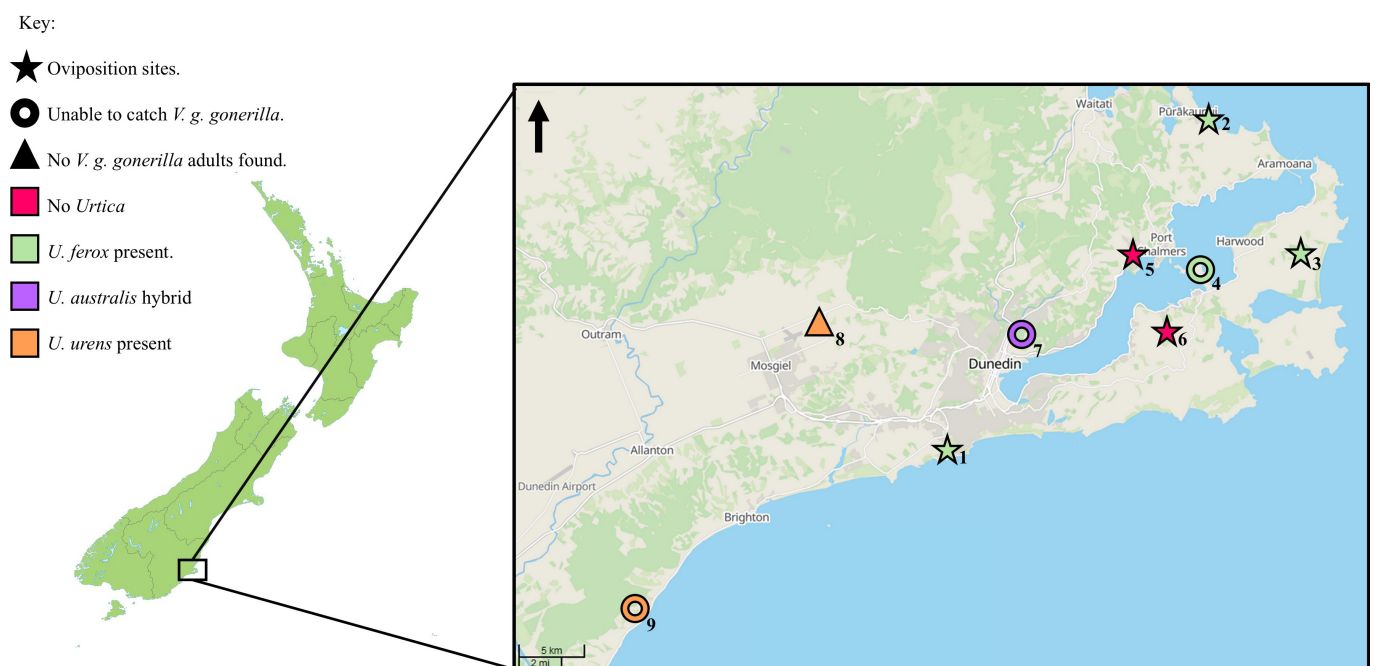 Key:
Oviposition sites.
Unable to catch V. g. gonerilla.
No V. g. gonerilla adults found.
No Urtica
U. ferox present.
U. australis hybrid
U. urens present
Waitati
2
Aramoana
Port
Chalmers
5
Harwood
3
4
Outram
8
7
6
Mosgiel
Dunedin
Allanton
1
Dunedin Airport
Brighton
9
5 km
2 mi